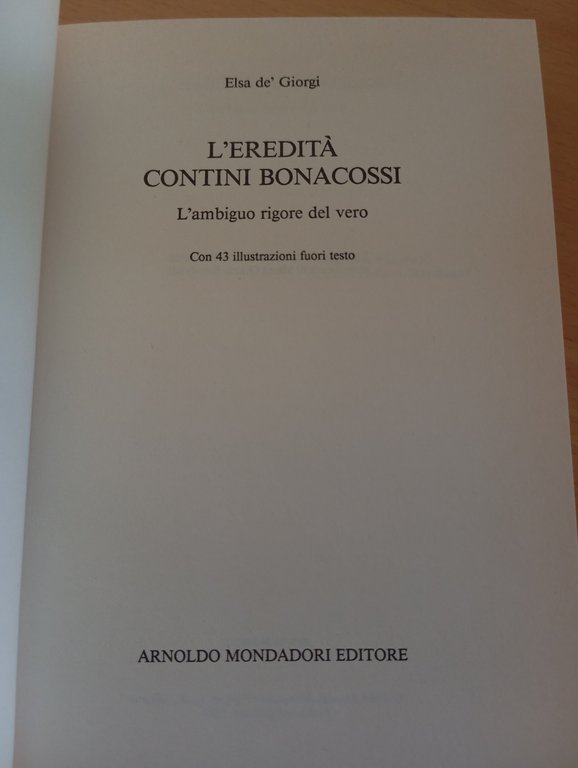 Elsa de' Giorgi
L'EREDITÀ
CONTINI BONACOSSI
L'ambiguo rigore del vero
Con 43 illustrazioni fuori testo
ARNOLDO MONDADORI EDITORE